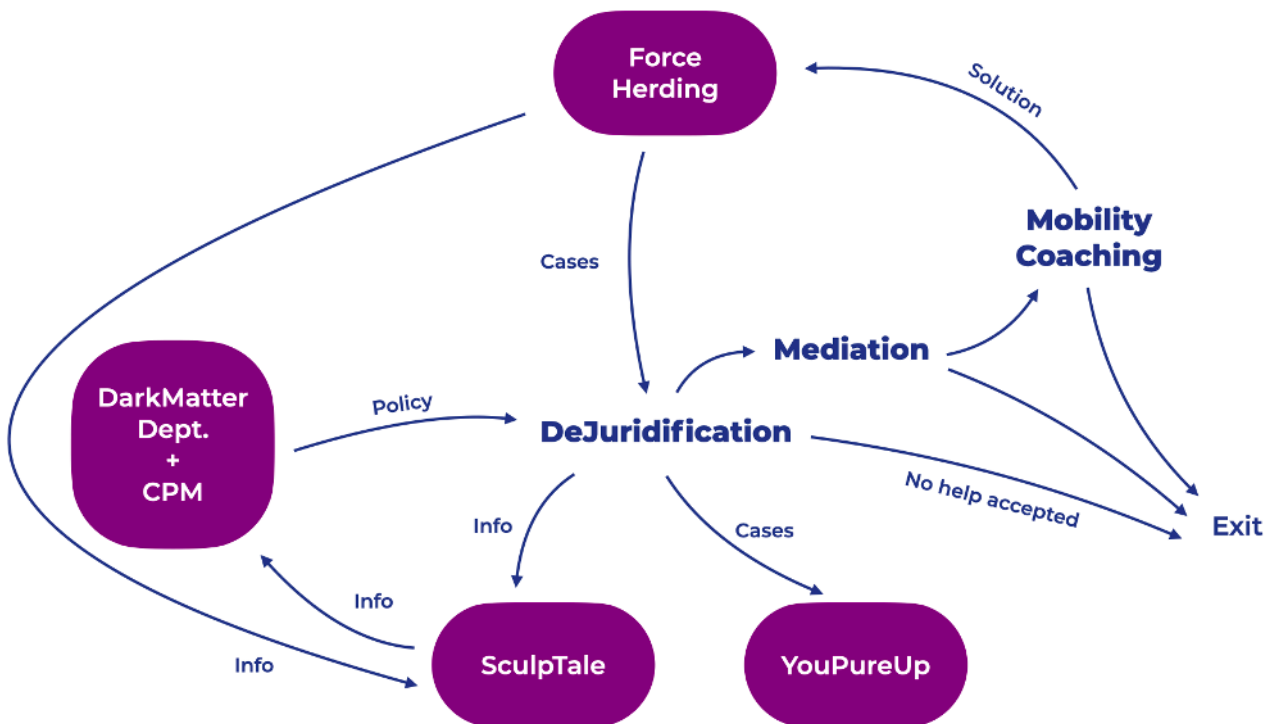 Force
Herding
Solution
Mobility
Coaching
Cases
Mediation
DarkMatter
Dept.
+
CPM
Policy
DeJuridification
No help accepted
Exit
Info
Cases
Info
Info
SculpTale
YouPureUp